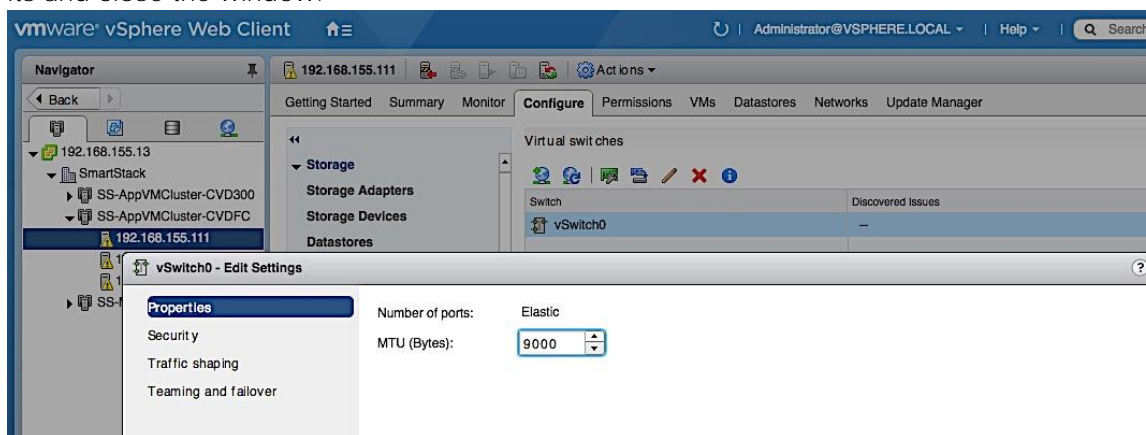 vmware® vSphere Web Client
Administrator@VSPHERE.LOCAL
Help
Search
Navigator
192.168.155.111
Actions
Back
Getting Started Summary Monitor Configure Permissions VMs Datastores Networks Update Manager
192.168.155.13
SmartStack
SS-AppVMCluster-CVD300
SS-AppVMCluster-CVDFC
192.168.155.111
Storage
Storage Adapters
Storage Devices
Datastores
Virtual switches
Switch Discovered Issues
vSwitch0 --
vSwitch0 - Edit Settings
Properties
Security
Traffic shaping
Teaming and failover
Number of ports: Elastic
MTU (Bytes): 9000